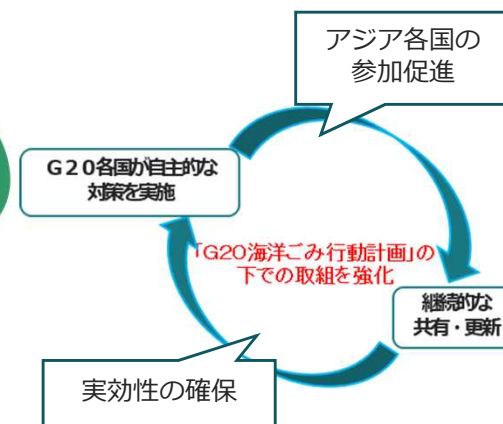 アジア各国の
参加促進
G20各国が自主的な
対策を実施
「G20海洋ごみ行動計画」の
下での取組を強化
継続的な
共有・更新
実効性の確保